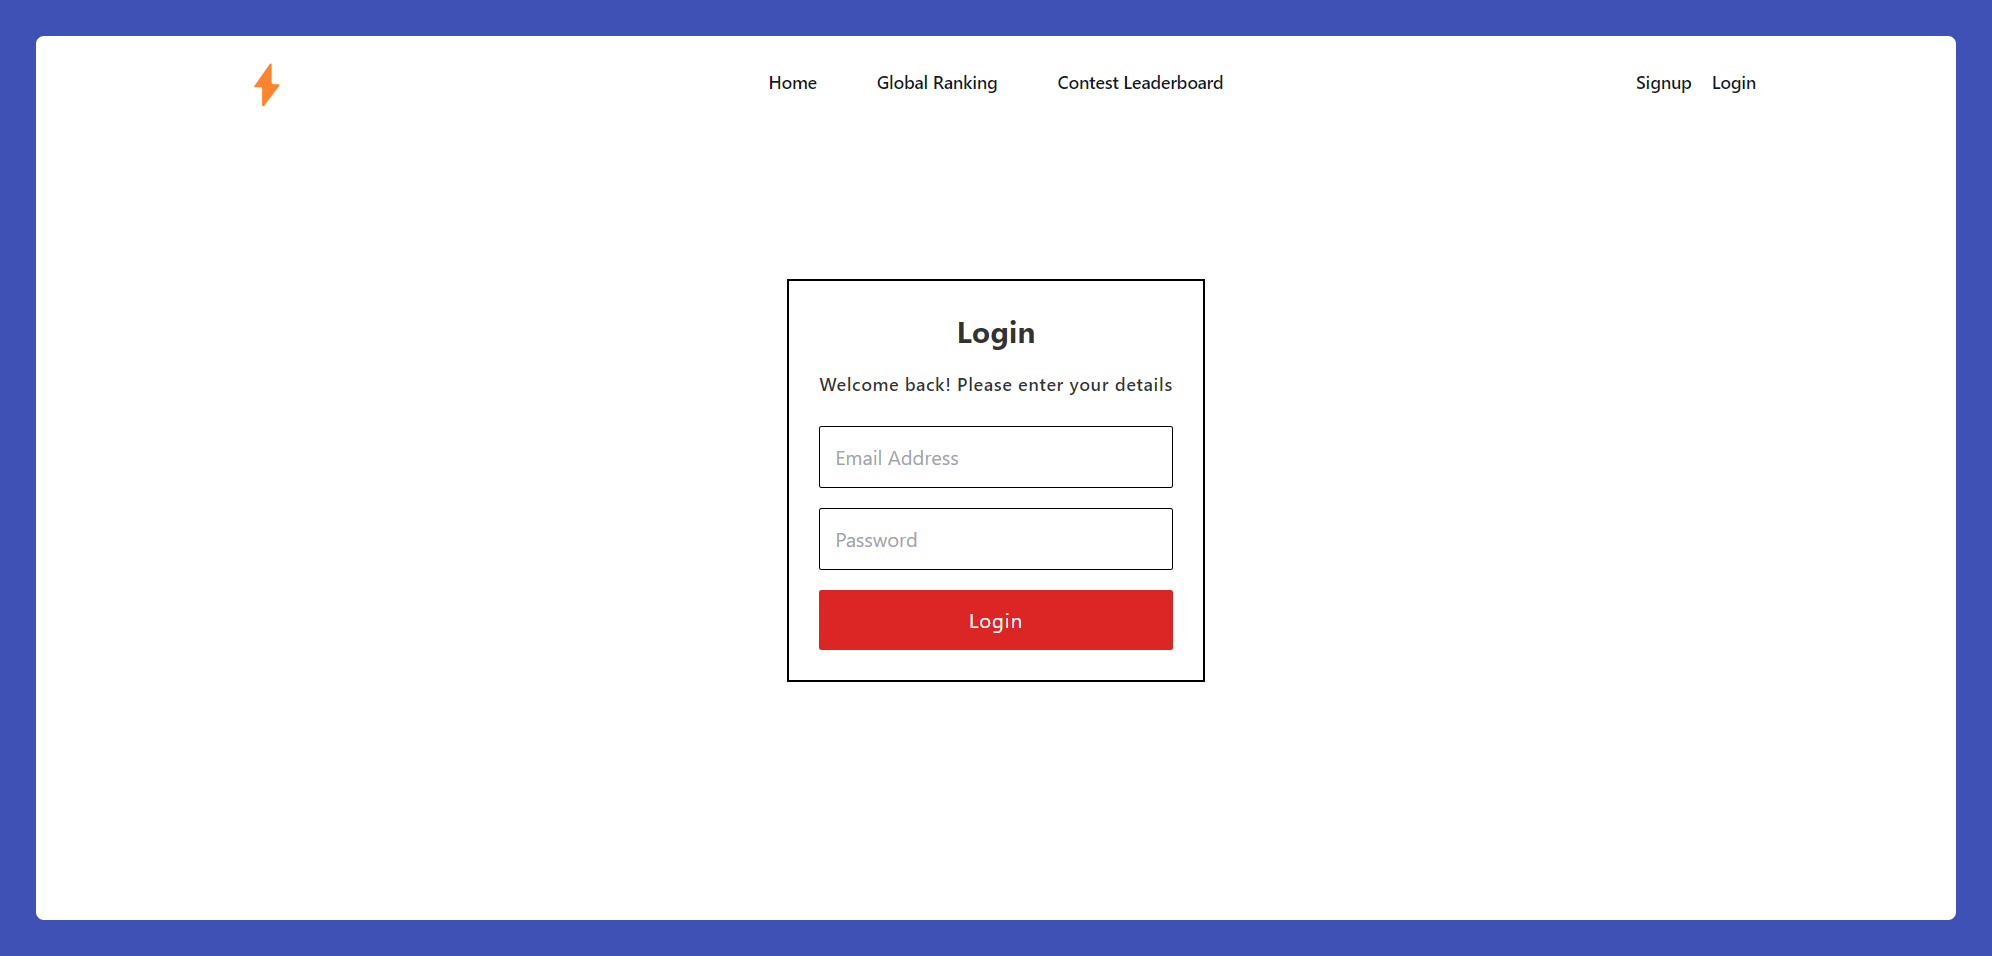 Home Global Ranking Contest Leaderboard Signup Login
Login
Welcome back! Please enter your details
Email Address
Password
Login